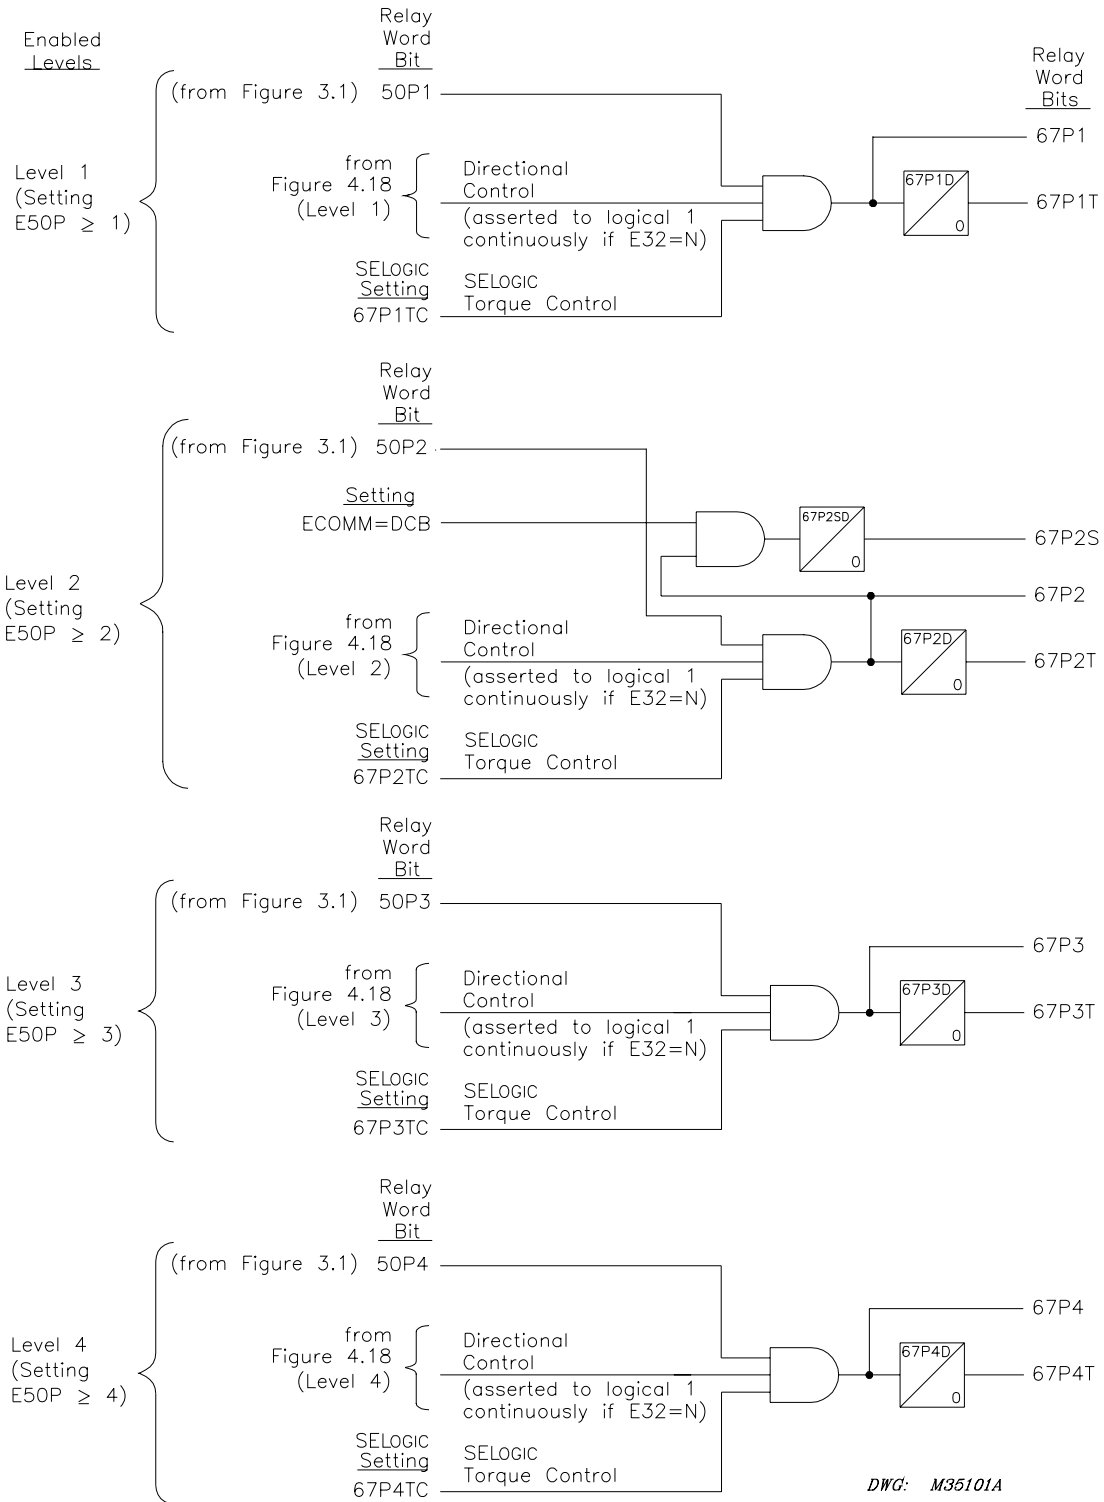 Enabled
Levels
Relay
Word
Bit
Relay
Word
Bits
Level 1
(Setting
E50P ≥ 1)
(from Figure 3.1) 50P1
from
Figure 4.18
(Level 1)
Directional
Control
(asserted to logical 1
continuously if E32=N)
SELOGIC
Setting
67P1TC
SELOGIC
Torque Control
67P1D
0
67P1
67P1T
Relay
Word
Bit
Level 2
(Setting
E50P ≥ 2)
(from Figure 3.1) 50P2
Setting
ECOMM=DCB
from
Figure 4.18
(Level 2)
Directional
Control
(asserted to logical 1
continuously if E32=N)
SELOGIC
Setting
67P2TC
SELOGIC
Torque Control
67P2SD
0
67P2S
67P2
67P2D
0
67P2T
Relay
Word
Bit
Level 3
(Setting
E50P ≥ 3)
(from Figure 3.1) 50P3
from
Figure 4.18
(Level 3)
Directional
Control
(asserted to logical 1
continuously if E32=N)
SELOGIC
Setting
67P3TC
SELOGIC
Torque Control
67P3D
0
67P3
67P3T
Relay
Word
Bit
Level 4
(Setting
E50P ≥ 4)
(from Figure 3.1) 50P4
from
Figure 4.18
(Level 4)
Directional
Control
(asserted to logical 1
continuously if E32=N)
SELOGIC
Setting
67P4TC
SELOGIC
Torque Control
67P4D
0
67P4
67P4T
DWG: M35101A